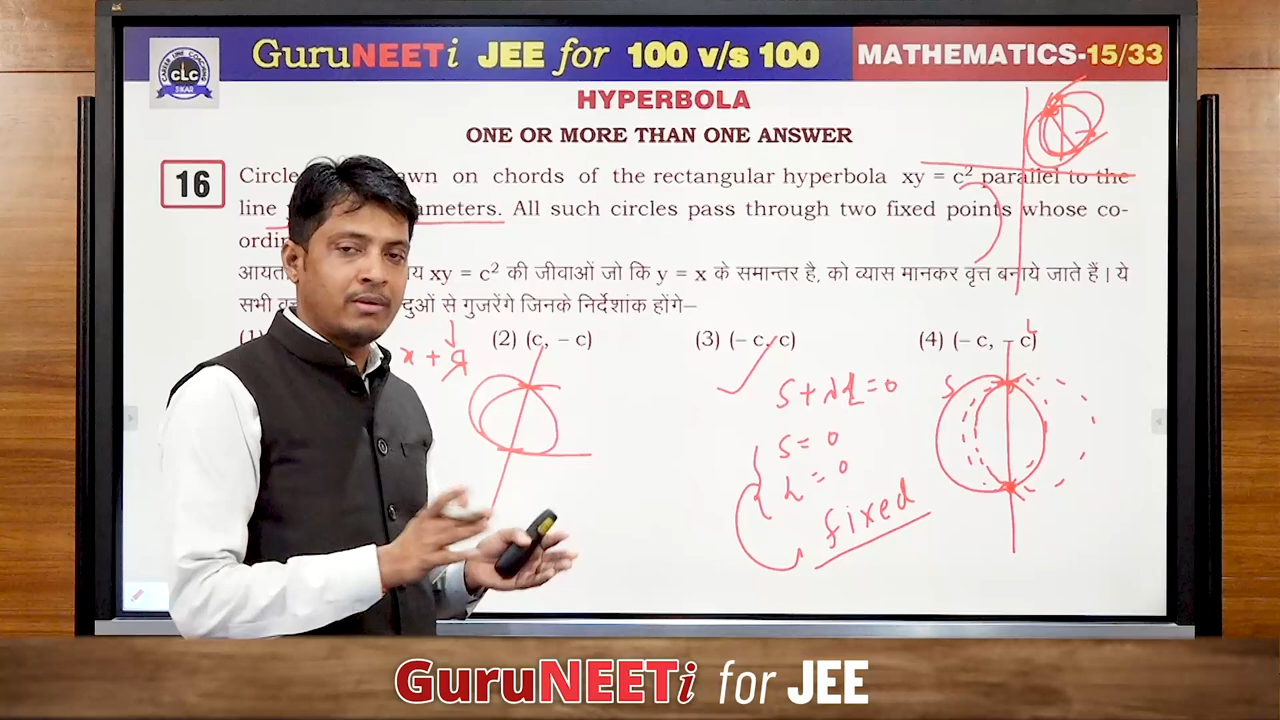 GuruNEETi JEE for 100 v/s 100
MATHEMATICS-15/33
CLC
SIKAR
HYPERBOLA
ONE OR MORE THAN ONE ANSWER
16
Circle awn on chords of the rectangular hyperbola xy = c² parallel to the
line ameters. All such circles pass through two fixed points whose co-
ordin
आयत य xy = c² की जीवाओं जो कि y = x के समान्तर है, को व्यास मानकर वृत्त बनाये जाते हैं। ये
सभी वृ न्दुओं से गुजरेंगे जिनके निर्देशांक होंगे–
(1) (2) (c, – c) (3) (– c, c) (4) (– c, – c)
S + λL = 0
S = 0
L = 0
fixed
S
GuruNEETi for JEE